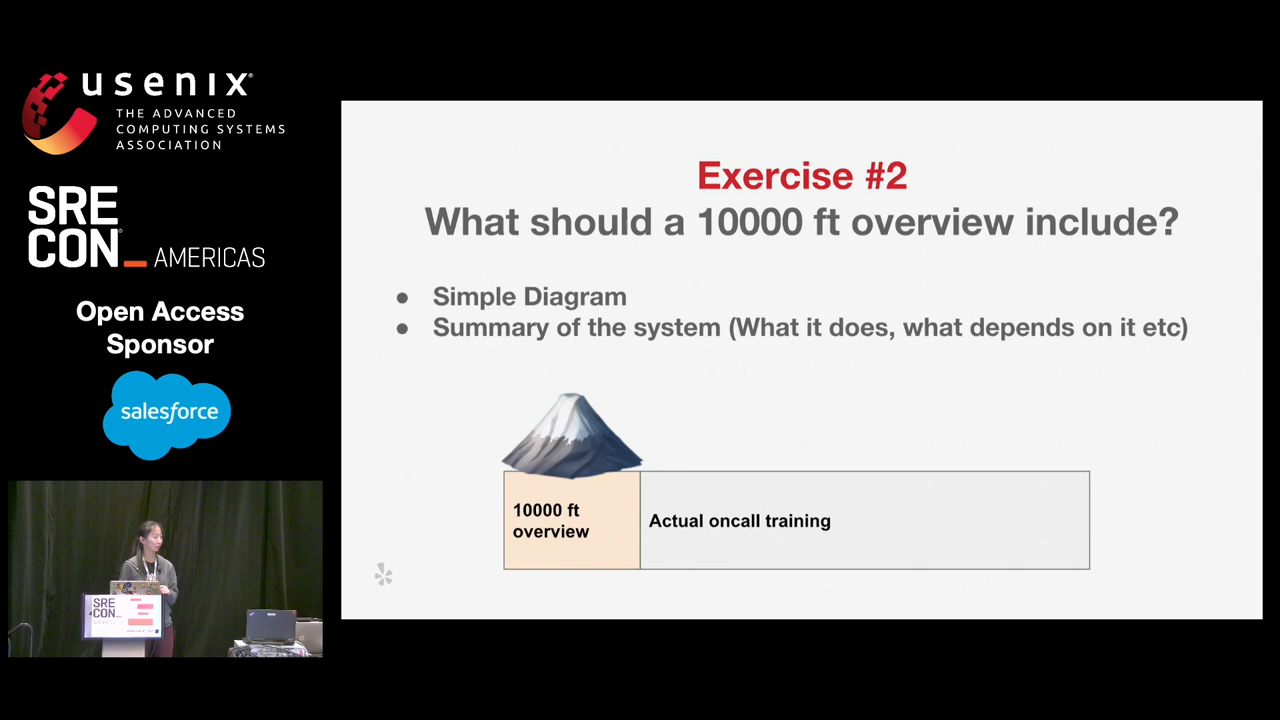 usenix
THE ADVANCED
COMPUTING SYSTEMS
ASSOCIATION
SRE
CON_ AMERICAS
Open Access
Sponsor
salesforce
Exercise #2
What should a 10000 ft overview include?
● Simple Diagram
● Summary of the system (What it does, what depends on it etc)
10000 ft
overview
Actual oncall training
SRE
CON_